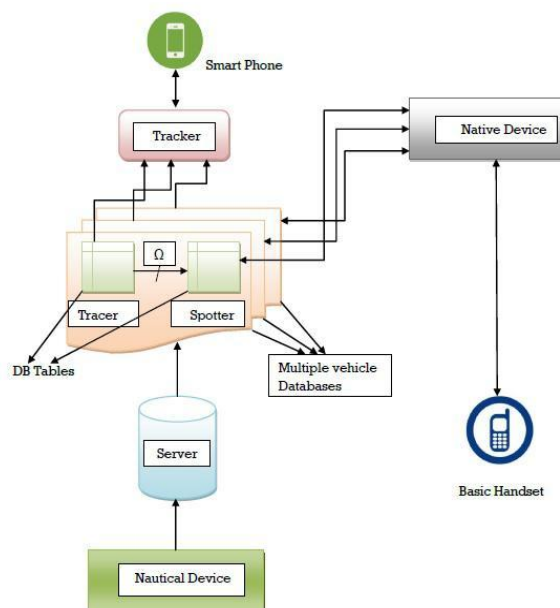 Smart Phone
Tracker
Native Device
Ω
Tracer
Spotter
DB Tables
Multiple vehicle
Databases
Server
Basic Handset
Nautical Device